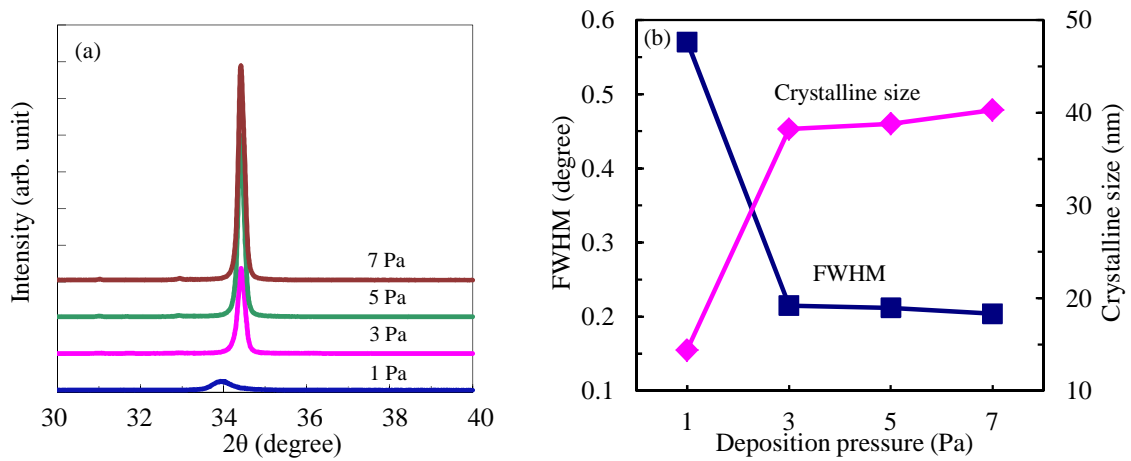 (a)
Intensity (arb. unit)
7 Pa
5 Pa
3 Pa
1 Pa
30 32 34 36 38 40
2θ (degree)
(b)
0.6
0.5
0.4
0.3
0.2
0.1
FWHM (degree)
Crystalline size
FWHM
50
40
30
20
10
Crystalline size (nm)
1 3 5 7
Deposition pressure (Pa)